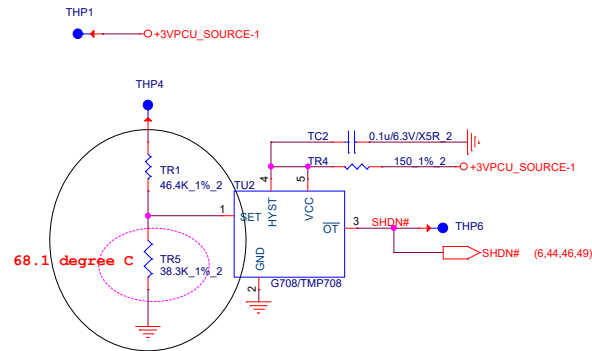 THP1
+3VPCU_SOURCE-1
THP4
TC2 0.1u/6.3V/X5R_2
TR4 150_1%_2
+3VPCU_SOURCE-1
TR1
46.4K_1%_2
TU2
4 5
HYST VCC
1 SET
OT 3 SHDN# THP6
68.1 degree C
TR5
38.3K_1%_2
GND
2
SHDN# (6,44,46,49)
G708/TMP708